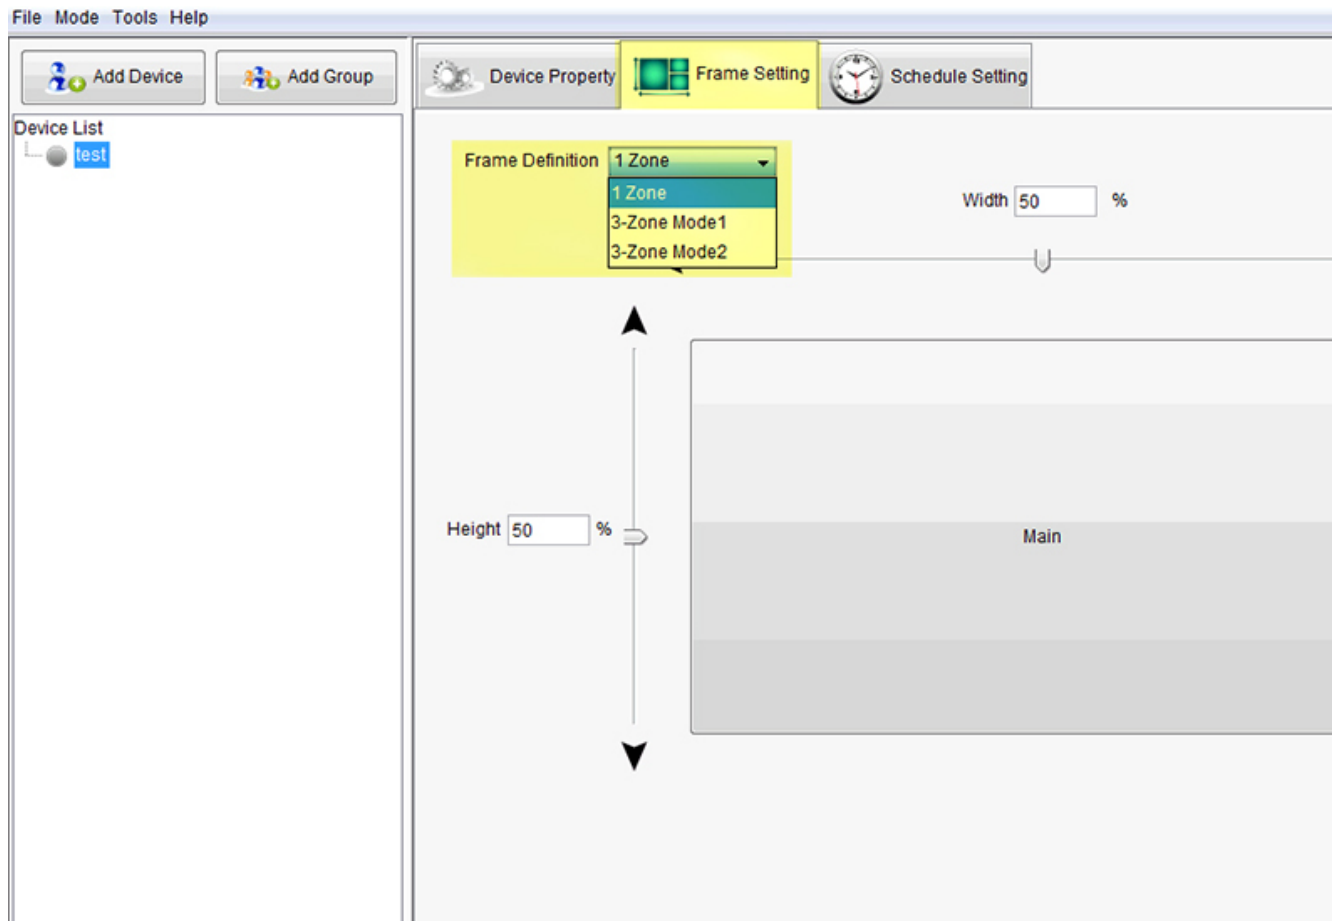 File Mode Tools Help
Add Device Add Group
Device Property Frame Setting Schedule Setting
Device List
test
Frame Definition 1 Zone
1 Zone
3-Zone Mode1
3-Zone Mode2
Width 50 %
Height 50 %
Main